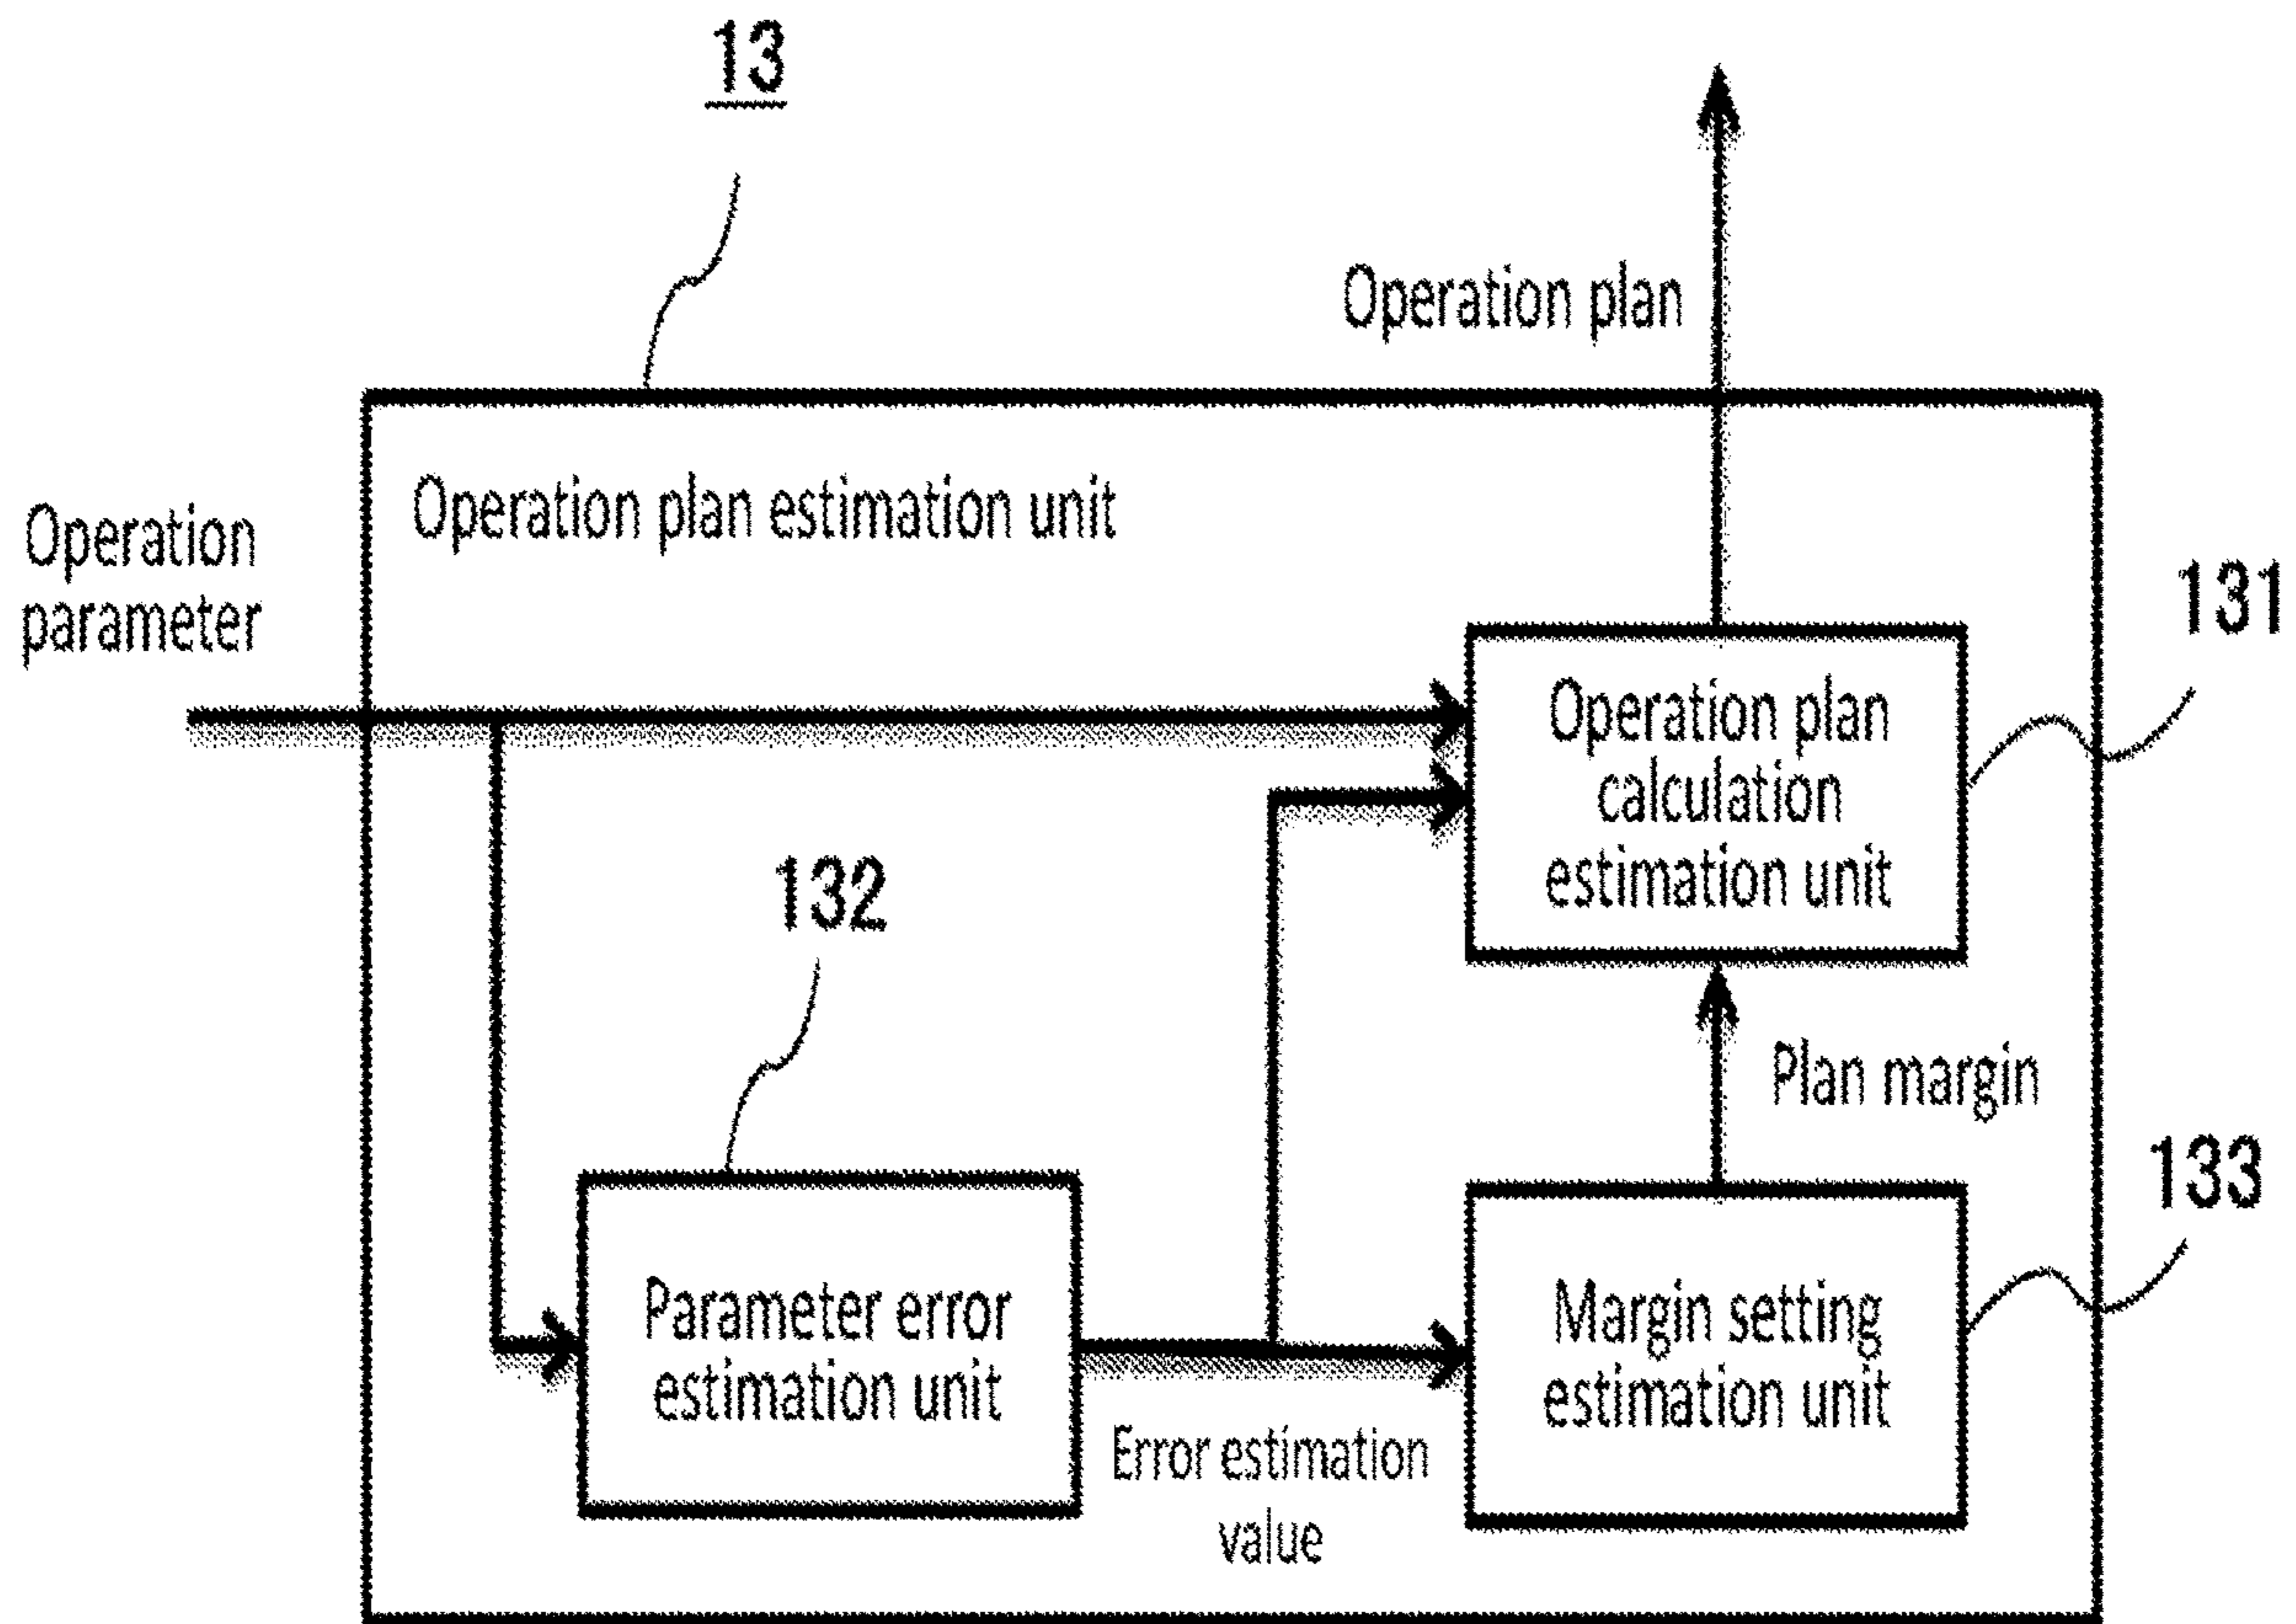 13
Operation plan
Operation plan estimation unit
Operation
parameter
131
Operation plan
calculation
estimation unit
132
Plan margin
133
Parameter error
estimation unit
Margin setting
estimation unit
Error estimation
value